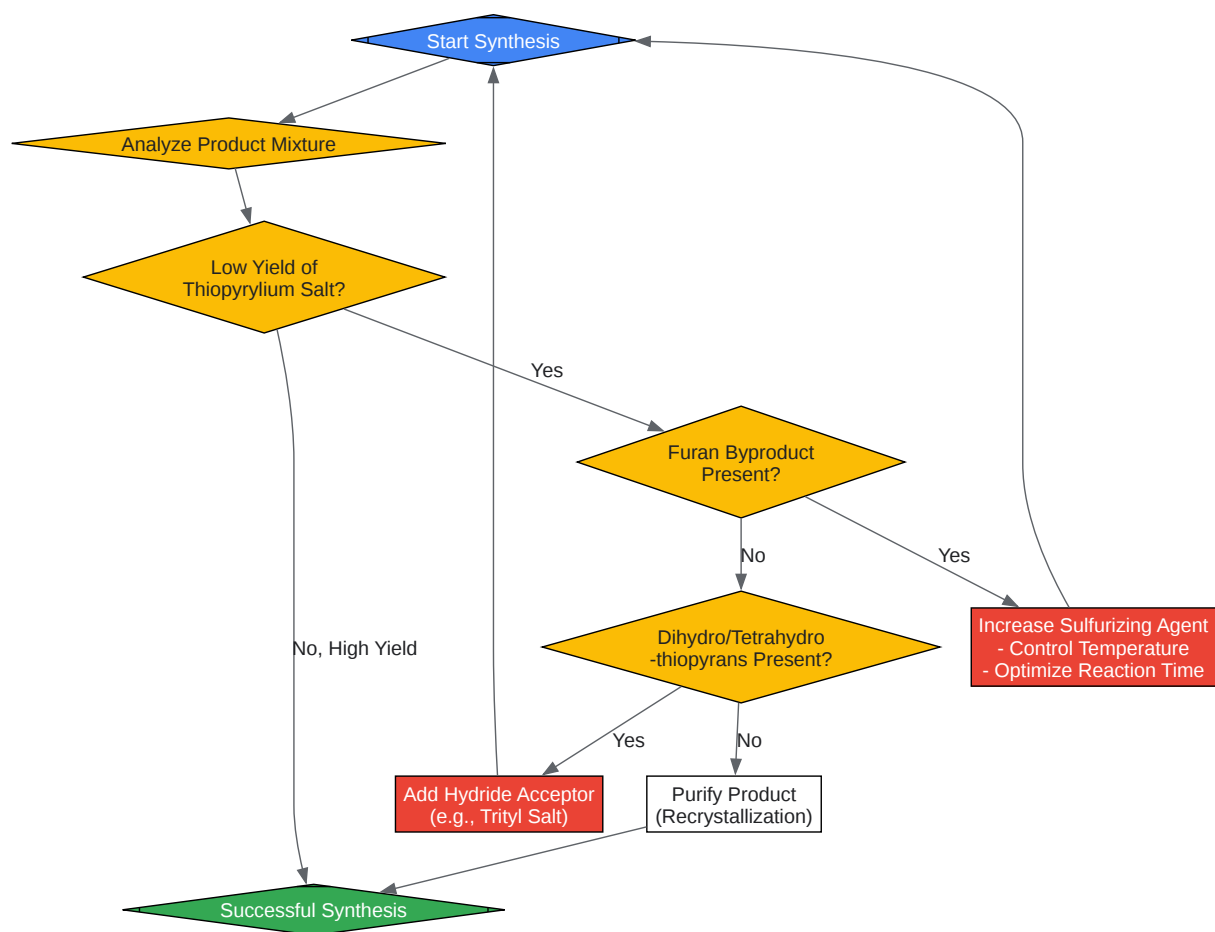 Start Synthesis
Analyze Product Mixture
Low Yield of
Thiopyrylium Salt?
Yes
Furan Byproduct
Present?
No
Yes
No, High Yield
Dihydro/Tetrahydro
-thiopyrans Present?
Increase Sulfurizing Agent
- Control Temperature
- Optimize Reaction Time
Yes
No
Add Hydride Acceptor
(e.g., Trityl Salt)
Purify Product
(Recrystallization)
Successful Synthesis